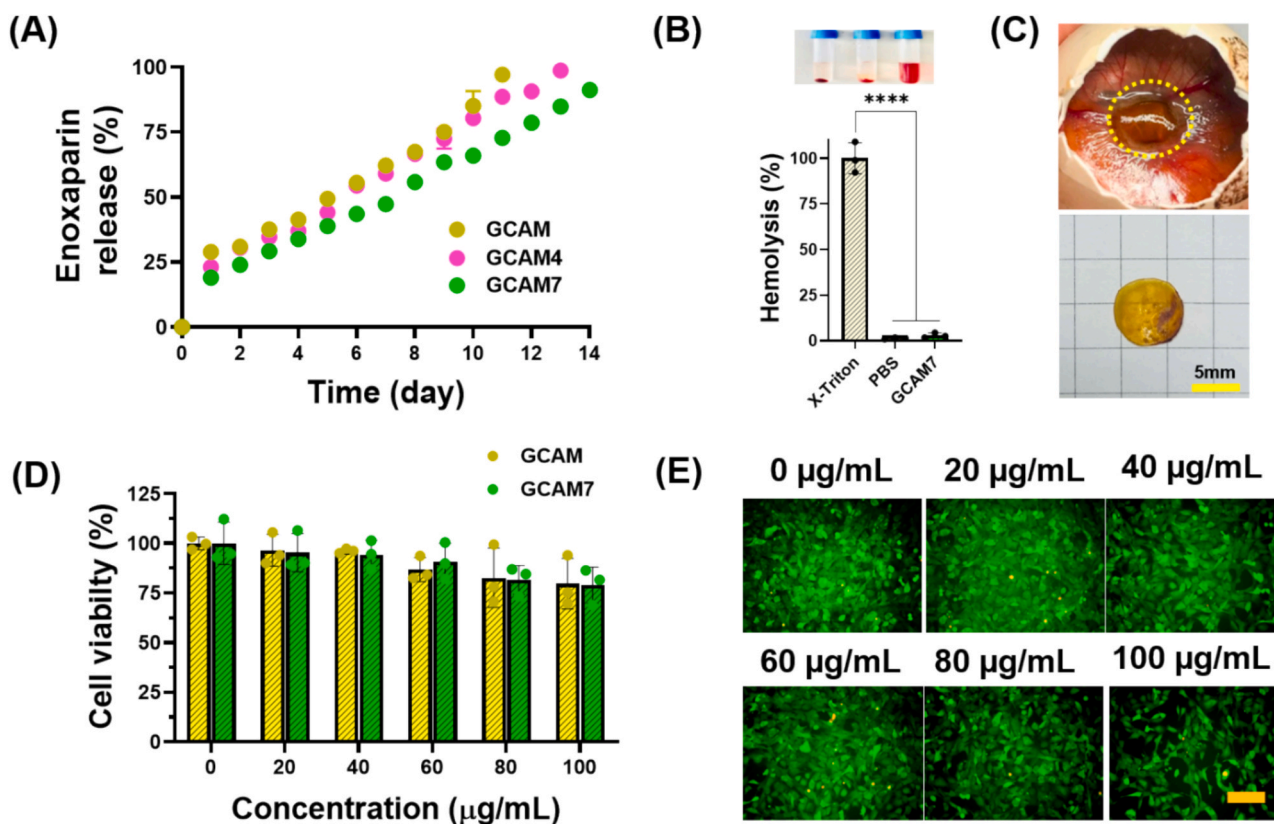 (A)
Enoxaparin
release (%)
100
75
50
25
0
0 2 4 6 8 10 12 14
Time (day)
GCAM
GCAM4
GCAM7
(B)
****
Hemolysis (%)
100
75
50
25
0
X-Triton
PBS
GCAM7
(C)
5mm
(D)
GCAM
GCAM7
Cell viabilty (%)
125
100
75
50
25
0
0 20 40 60 80 100
Concentration (μg/mL)
(E)
0 μg/mL 20 μg/mL 40 μg/mL
60 μg/mL 80 μg/mL 100 μg/mL